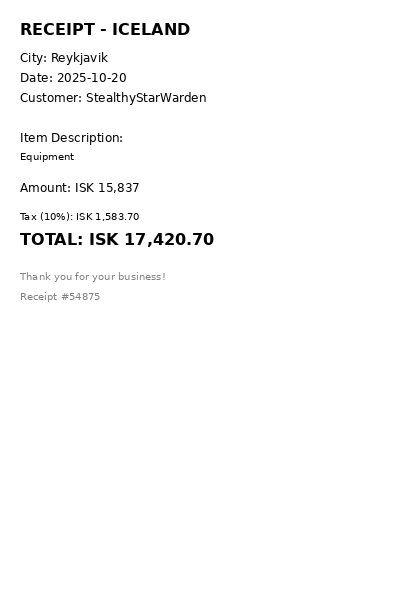 RECEIPT - ICELAND
City: Reykjavik
Date: 2025-10-20
Customer: StealthyStarWarden
Item Description:
Equipment
Amount: ISK 15,837
Tax (10%): ISK 1,583.70
TOTAL: ISK 17,420.70
Thank you for your business!
Receipt #54875